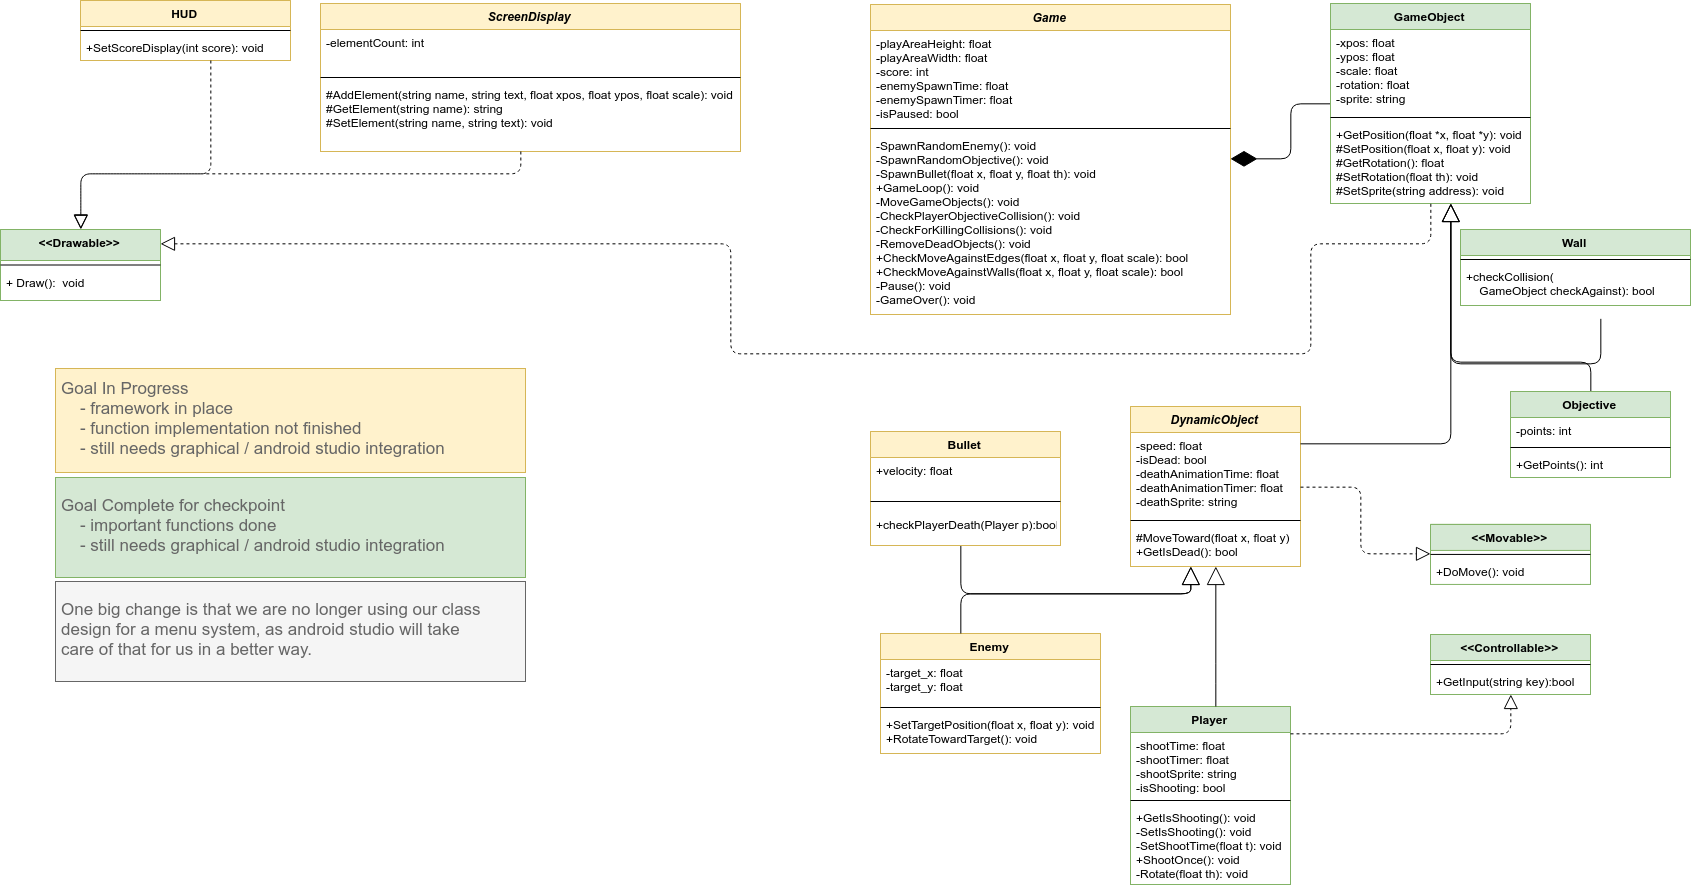 HUD
+SetScoreDisplay(int score): void
ScreenDisplay
-elementCount: int
#AddElement(string name, string text, float xpos, float ypos, float scale): void
#GetElement(string name): string
#SetElement(string name, string text): void
Game
-playAreaHeight: float
-playAreaWidth: float
-score: int
-enemySpawnTime: float
-enemySpawnTimer: float
-isPaused: bool
-SpawnRandomEnemy(): void
-SpawnRandomObjective(): void
-SpawnBullet(float x, float y, float th): void
+GameLoop(): void
-MoveGameObjects(): void
-CheckPlayerObjectiveCollision(): void
-CheckForKillingCollisions(): void
-RemoveDeadObjects(): void
+CheckMoveAgainstEdges(float x, float y, float scale): bool
+CheckMoveAgainstWalls(float x, float y, float scale): bool
-Pause(): void
-GameOver(): void
GameObject
-xpos: float
-ypos: float
-scale: float
-rotation: float
-sprite: string
+GetPosition(float *x, float *y): void
#SetPosition(float x, float y): void
#GetRotation(): float
#SetRotation(float th): void
#SetSprite(string address): void
<<Drawable>>
+ Draw():  void
Wall
+checkCollision(
GameObject checkAgainst): bool
Goal In Progress
- framework in place
- function implementation not finished
- still needs graphical / android studio integration
Goal Complete for checkpoint
- important functions done
- still needs graphical / android studio integration
One big change is that we are no longer using our class
design for a menu system, as android studio will take
care of that for us in a better way.
Bullet
+velocity: float
+checkPlayerDeath(Player p):bool
DynamicObject
-speed: float
-isDead: bool
-deathAnimationTime: float
-deathAnimationTimer: float
-deathSprite: string
#MoveToward(float x, float y)
+GetIsDead(): bool
Objective
-points: int
+GetPoints(): int
<<Movable>>
+DoMove(): void
Enemy
-target_x: float
-target_y: float
+SetTargetPosition(float x, float y): void
+RotateTowardTarget(): void
<<Controllable>>
+GetInput(string key):bool
Player
-shootTime: float
-shootTimer: float
-shootSprite: string
-isShooting: bool
+GetIsShooting(): void
-SetIsShooting(): void
-SetShootTime(float t): void
+ShootOnce(): void
-Rotate(float th): void